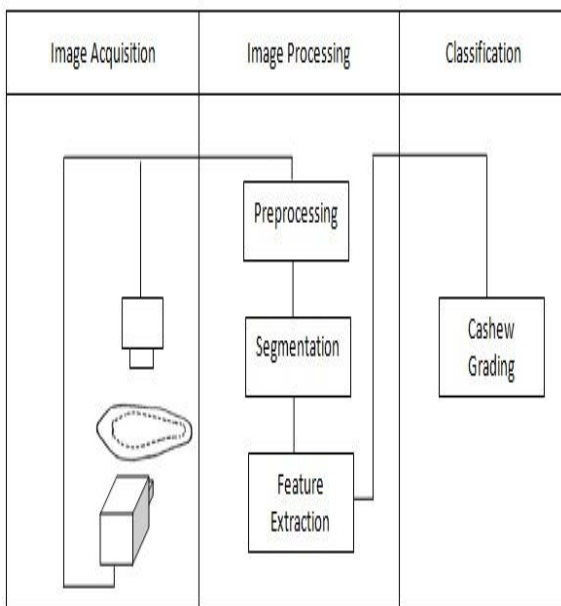 Image Acquisition
Image Processing
Classification
Preprocessing
Segmentation
Feature
Extraction
Cashew
Grading